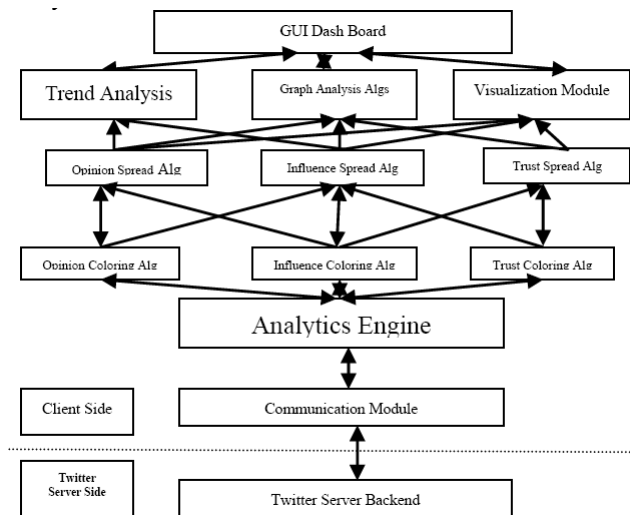 GUI Dash Board
Trend Analysis
Graph Analysis Algs
Visualization Module
Opinion Spread Alg
Influence Spread Alg
Trust Spread Alg
Opinion Coloring Alg
Influence Coloring Alg
Trust Coloring Alg
Analytics Engine
Client Side
Communication Module
Twitter
Server Side
Twitter Server Backend